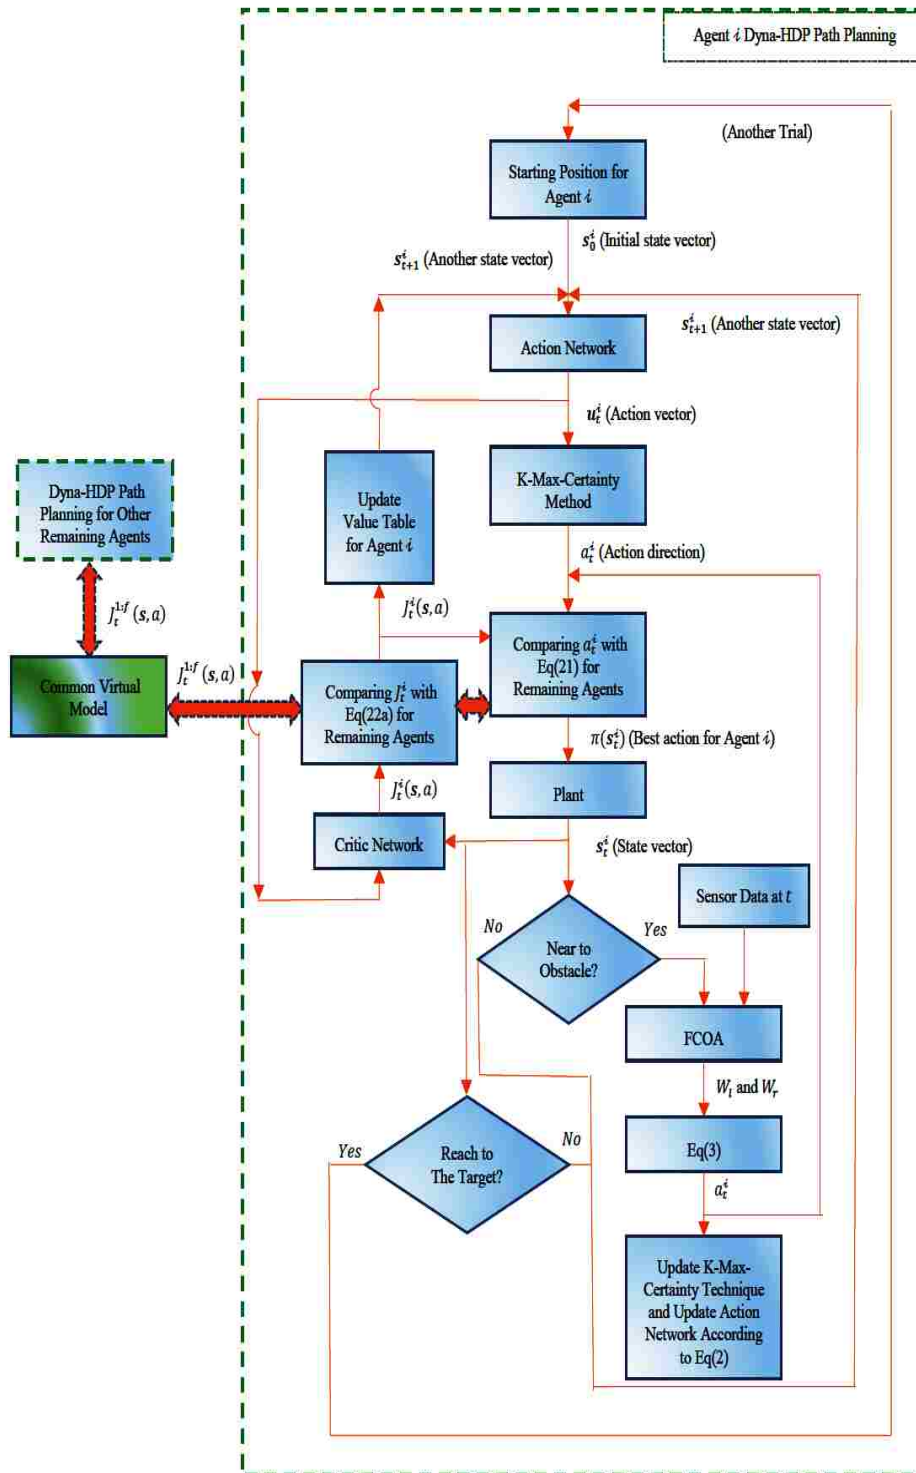 Agent i Dyna-HDP Path Planning
(Another Trial)
Starting Position for
Agent i
s_0^i (Initial state vector)
s_{t+1}^i (Another state vector)
s_{t+1}^i (Another state vector)
Action Network
u_t^i (Action vector)
K-Max-Certainty
Method
Update
Value Table
for Agent i
Dyna-HDP Path
Planning for Other
Remaining Agents
a_t^i (Action direction)
J_t^{1:f}(s,a)
J_t^i(s,a)
Comparing a_t^i with
Eq(21) for
Remaining Agents
J_t^{1:f}(s,a)
Common Virtual
Model
Comparing J_t^i with
Eq(22a) for
Remaining Agents
π(s_t^i) (Best action for Agent i)
J_t^i(s,a)
Plant
Critic Network
s_t^i (State vector)
Sensor Data at t
No
Yes
Near to
Obstacle?
FCOA
W_l and W_r
Yes
No
Reach to
The Target?
Eq(3)
a_t^i
Update K-Max-
Certainty Technique
and Update Action
Network According
to Eq(2)